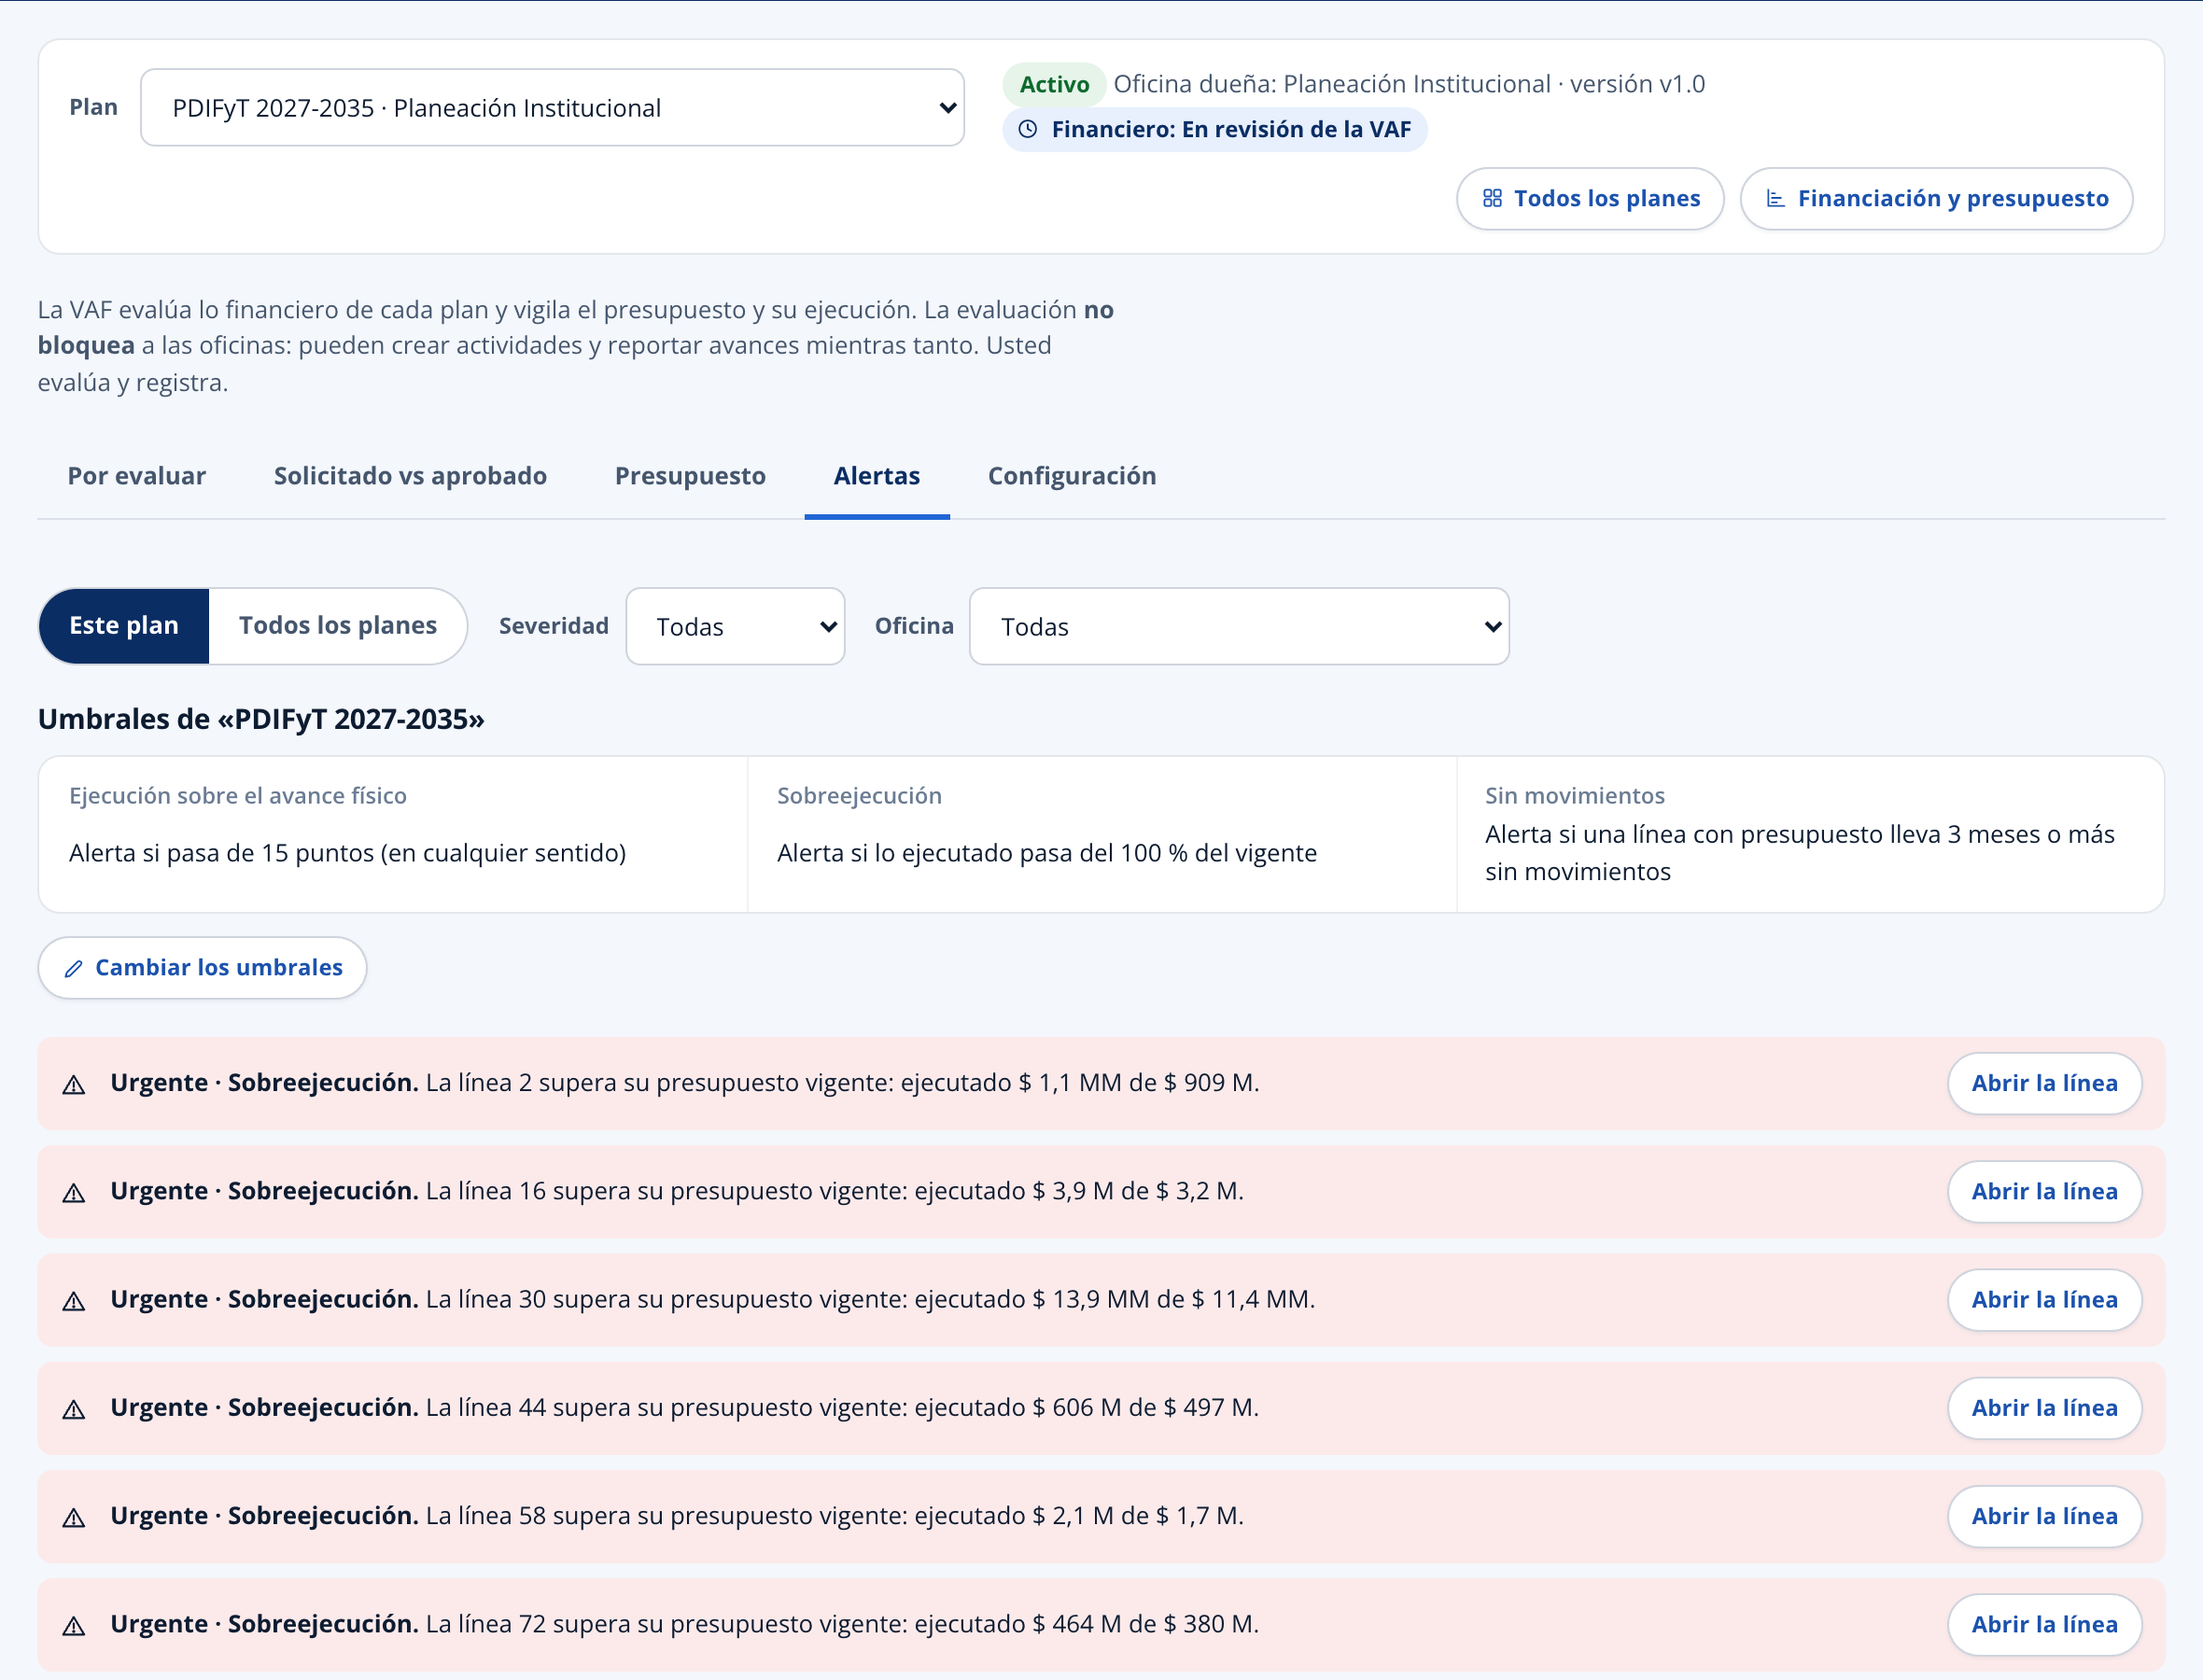 Plan
PDIFyT 2027-2035 · Planeación Institucional
Activo Oficina dueña: Planeación Institucional · versión v1.0
Financiero: En revisión de la VAF
Todos los planes
Financiación y presupuesto
La VAF evalúa lo financiero de cada plan y vigila el presupuesto y su ejecución. La evaluación no
bloquea a las oficinas: pueden crear actividades y reportar avances mientras tanto. Usted
evalúa y registra.
Por evaluar
Solicitado vs aprobado
Presupuesto
Alertas
Configuración
Este plan
Todos los planes
Severidad
Todas
Oficina
Todas
Umbrales de «PDIFyT 2027-2035»
Ejecución sobre el avance físico
Alerta si pasa de 15 puntos (en cualquier sentido)
Sobreejecución
Alerta si lo ejecutado pasa del 100 % del vigente
Sin movimientos
Alerta si una línea con presupuesto lleva 3 meses o más
sin movimientos
Cambiar los umbrales
Urgente · Sobreejecución. La línea 2 supera su presupuesto vigente: ejecutado $ 1,1 MM de $ 909 M.
Abrir la línea
Urgente · Sobreejecución. La línea 16 supera su presupuesto vigente: ejecutado $ 3,9 M de $ 3,2 M.
Abrir la línea
Urgente · Sobreejecución. La línea 30 supera su presupuesto vigente: ejecutado $ 13,9 MM de $ 11,4 MM.
Abrir la línea
Urgente · Sobreejecución. La línea 44 supera su presupuesto vigente: ejecutado $ 606 M de $ 497 M.
Abrir la línea
Urgente · Sobreejecución. La línea 58 supera su presupuesto vigente: ejecutado $ 2,1 M de $ 1,7 M.
Abrir la línea
Urgente · Sobreejecución. La línea 72 supera su presupuesto vigente: ejecutado $ 464 M de $ 380 M.
Abrir la línea